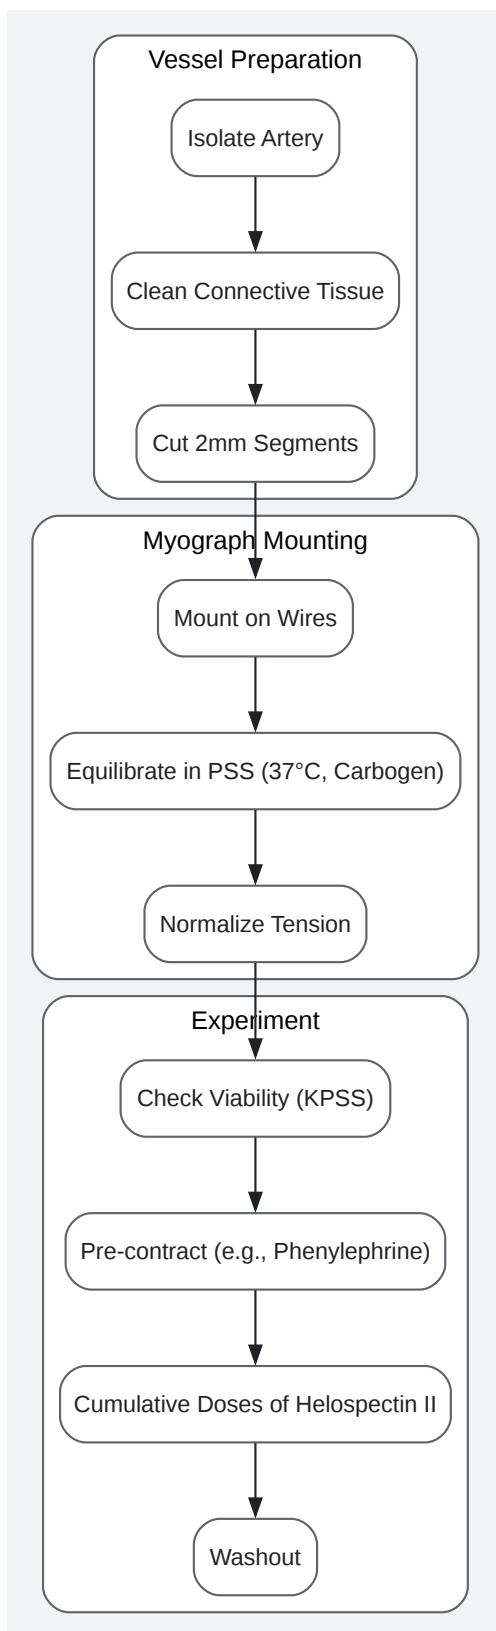 Vessel Preparation
Isolate Artery
Clean Connective Tissue
Cut 2mm Segments
Myograph Mounting
Mount on Wires
Equilibrate in PSS (37°C, Carbogen)
Normalize Tension
Experiment
Check Viability (KPSS)
Pre-contract (e.g., Phenylephrine)
Cumulative Doses of Helospectin II
Washout